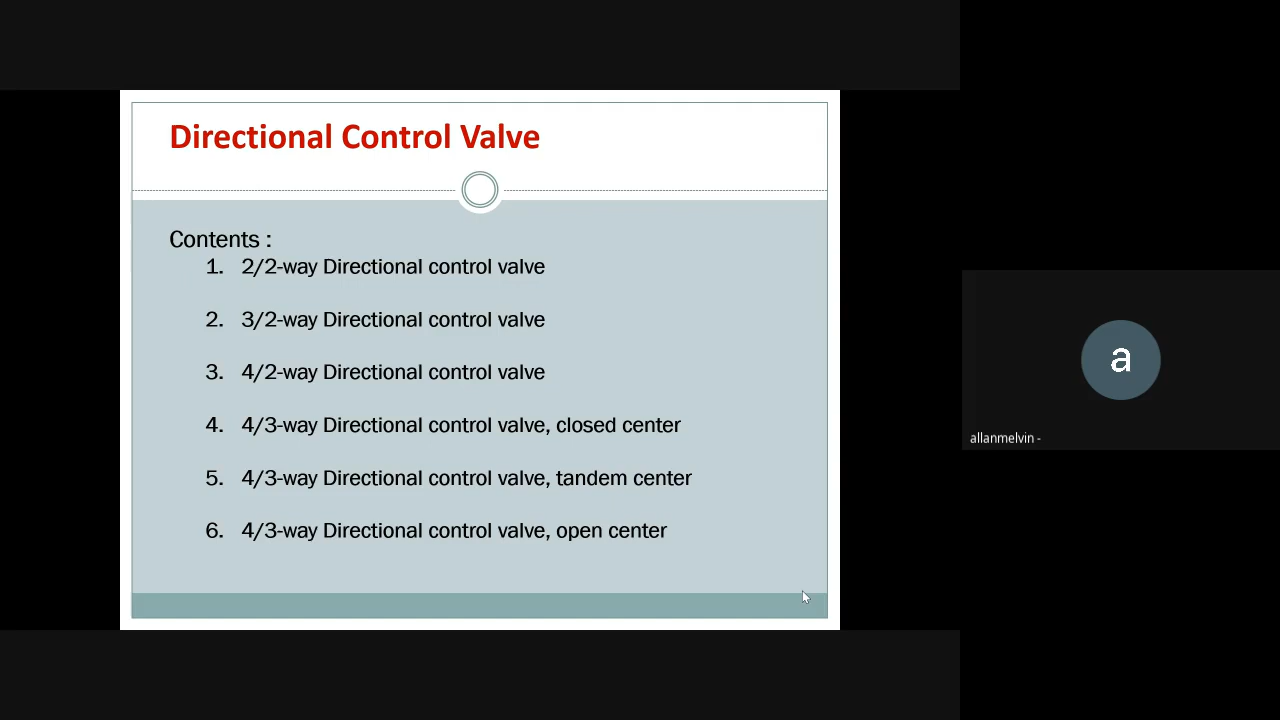 Directional Control Valve
Contents :
1. 2/2-way Directional control valve
2. 3/2-way Directional control valve
3. 4/2-way Directional control valve
4. 4/3-way Directional control valve, closed center
5. 4/3-way Directional control valve, tandem center
6. 4/3-way Directional control valve, open center
a
allanmelvin -